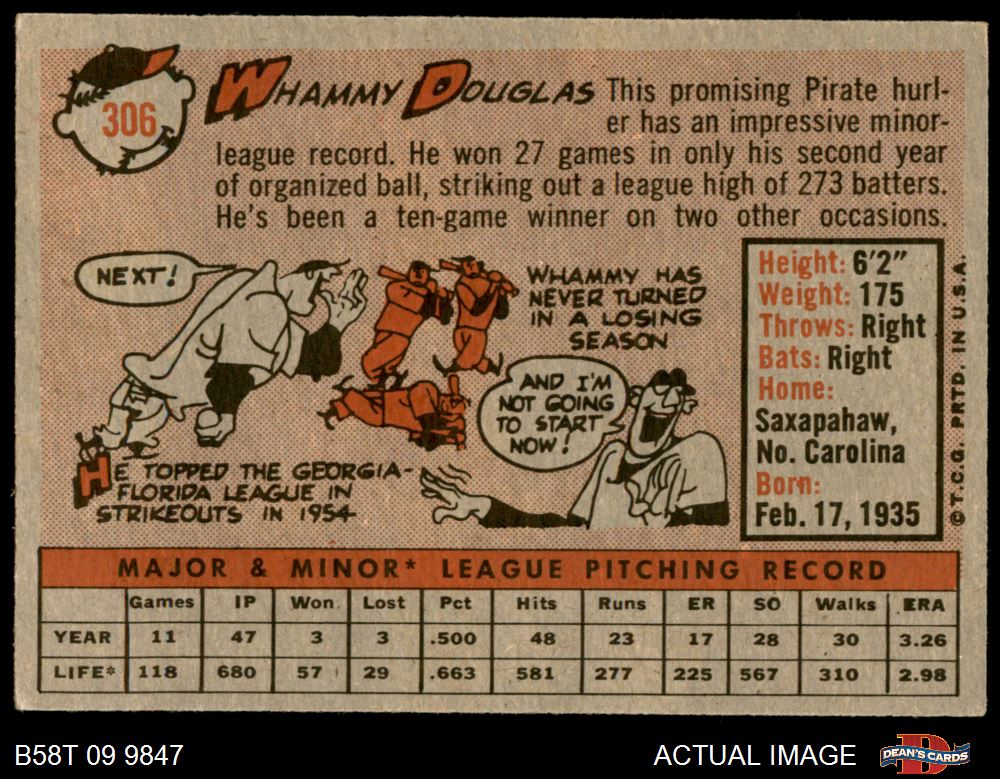 306
WHAMMY DOUGLAS This promising Pirate hurl-
er has an impressive minor-
league record. He won 27 games in only his second year
of organized ball, striking out a league high of 273 batters.
He's been a ten-game winner on two other occasions.
NEXT!
HE TOPPED THE GEORGIA-
FLORIDA LEAGUE IN
STRIKEOUTS IN 1954
WHAMMY HAS
NEVER TURNED
IN A LOSING
SEASON
AND I'M
NOT GOING
TO START
NOW!
Height: 6'2"
Weight: 175
Throws: Right
Bats: Right
Home:
Saxapahaw,
No. Carolina
Born:
Feb. 17, 1935
© T.C.G. PRTD. IN U.S.A.
MAJOR & MINOR* LEAGUE PITCHING RECORD
Games IP Won Lost Pct Hits Runs ER SO Walks ERA
YEAR 11 47 3 3 .500 48 23 17 28 30 3.26
LIFE* 118 680 57 29 .663 581 277 225 567 310 2.98
B58T 09 9847
ACTUAL IMAGE
DEAN'S CARDS